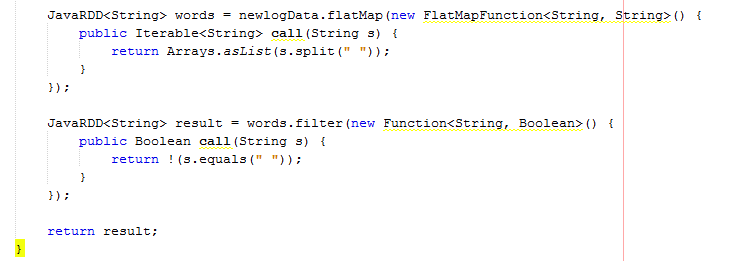 JavaRDD<String> words = newlogData.flatMap(new FlatMapFunction<String, String>() {
    public Iterable<String> call(String s) {
        return Arrays.asList(s.split(" "));
    }
});

JavaRDD<String> result = words.filter(new Function<String, Boolean>() {
    public Boolean call(String s) {
        return !(s.equals(" "));
    }
});

return result;
}